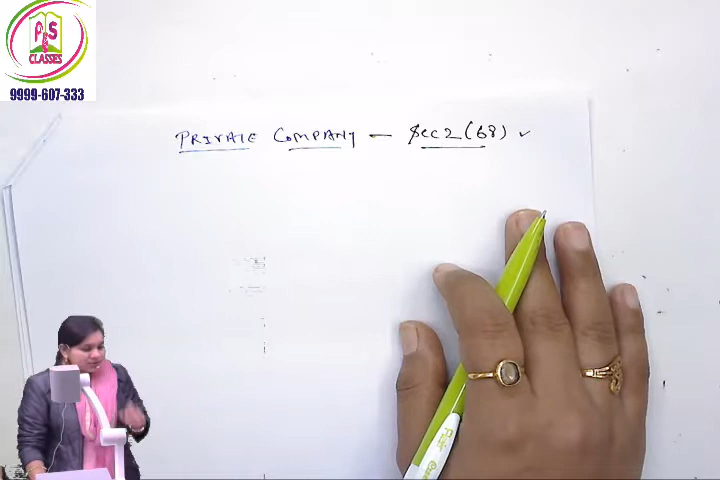 P&S
CLASSES
9999-607-333
PRIVATE COMPANY — Sec 2(68) ✓